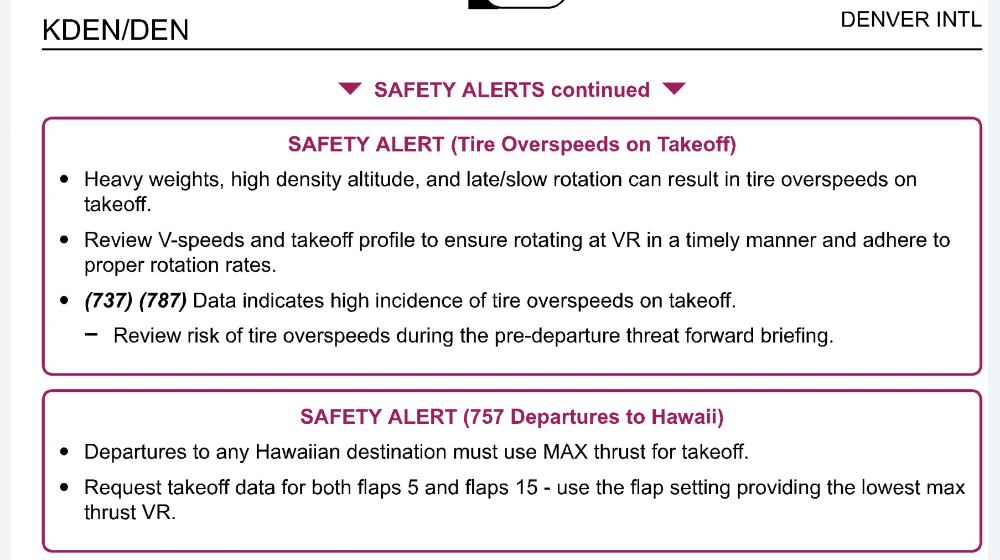 KDEN/DEN
DENVER INTL
SAFETY ALERTS continued
SAFETY ALERT (Tire Overspeeds on Takeoff)
• Heavy weights, high density altitude, and late/slow rotation can result in tire overspeeds on
takeoff.
• Review V-speeds and takeoff profile to ensure rotating at VR in a timely manner and adhere to
proper rotation rates.
• (737) (787) Data indicates high incidence of tire overspeeds on takeoff.
– Review risk of tire overspeeds during the pre-departure threat forward briefing.
SAFETY ALERT (757 Departures to Hawaii)
• Departures to any Hawaiian destination must use MAX thrust for takeoff.
• Request takeoff data for both flaps 5 and flaps 15 - use the flap setting providing the lowest max
thrust VR.